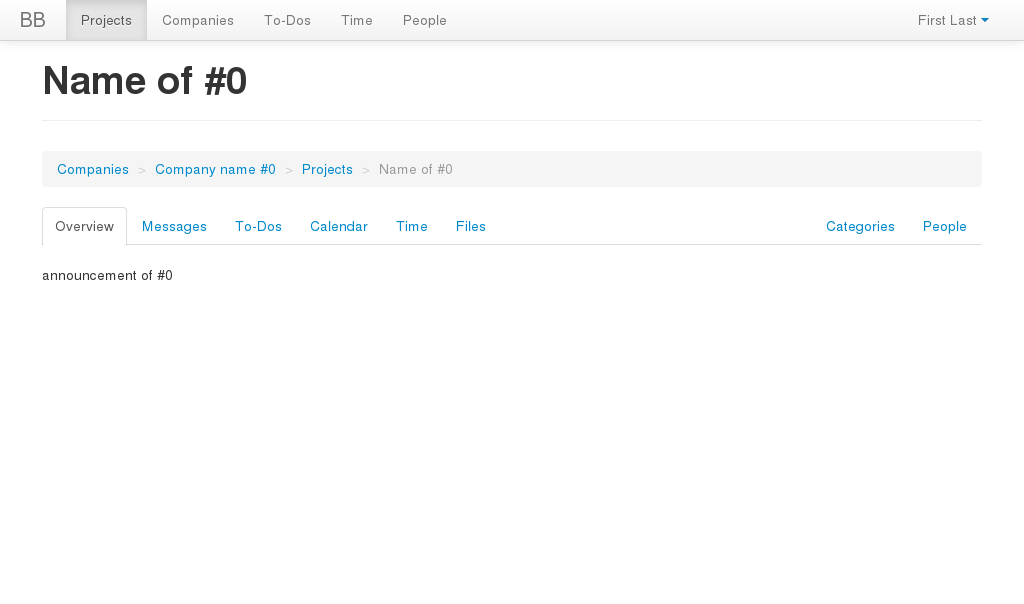 BB Projects Companies To-Dos Time People First Last
Name of #0
Companies > Company name #0 > Projects > Name of #0
Overview Messages To-Dos Calendar Time Files Categories People
announcement of #0